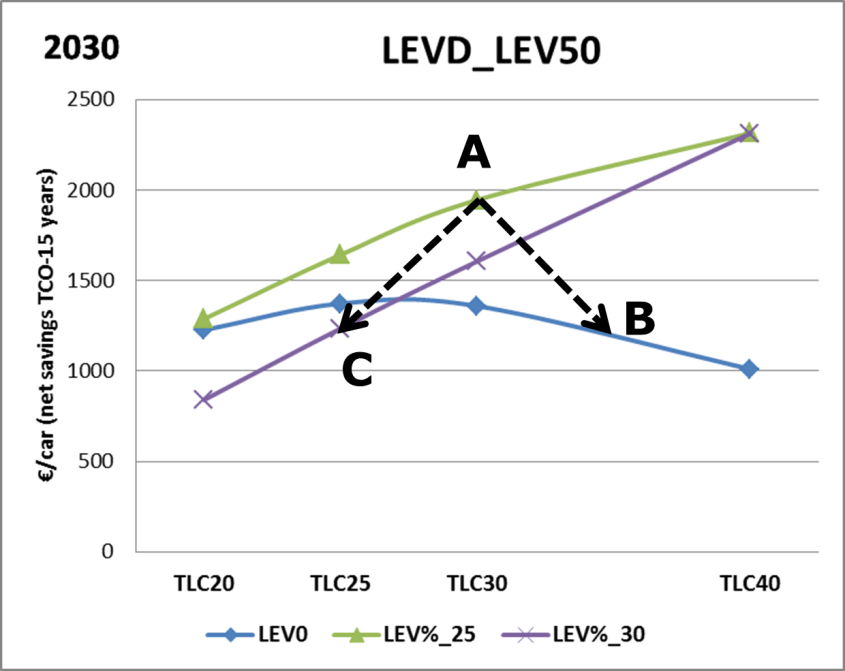 2030
LEVD_LEV50
€/car (net savings TCO-15 years)
2500
2000
1500
1000
500
0
A
B
C
TLC20 TLC25 TLC30 TLC40
LEV0 LEV%_25 LEV%_30